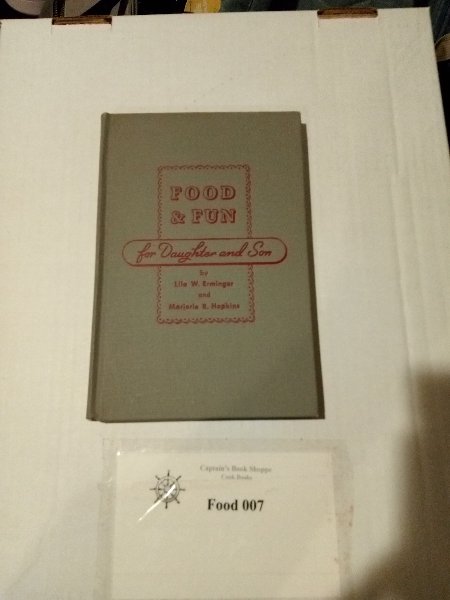 FOOD
& FUN
for Daughter and Son
by
Lila W. Erminger
and
Marjorie R. Hopkins
Captain's Book Shoppe
Cook Books
Food 007